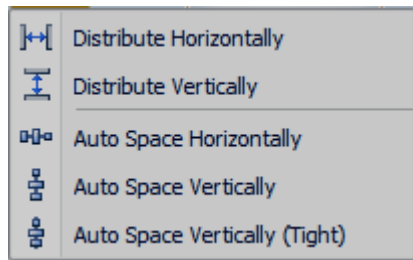 Distribute Horizontally
Distribute Vertically
Auto Space Horizontally
Auto Space Vertically
Auto Space Vertically (Tight)